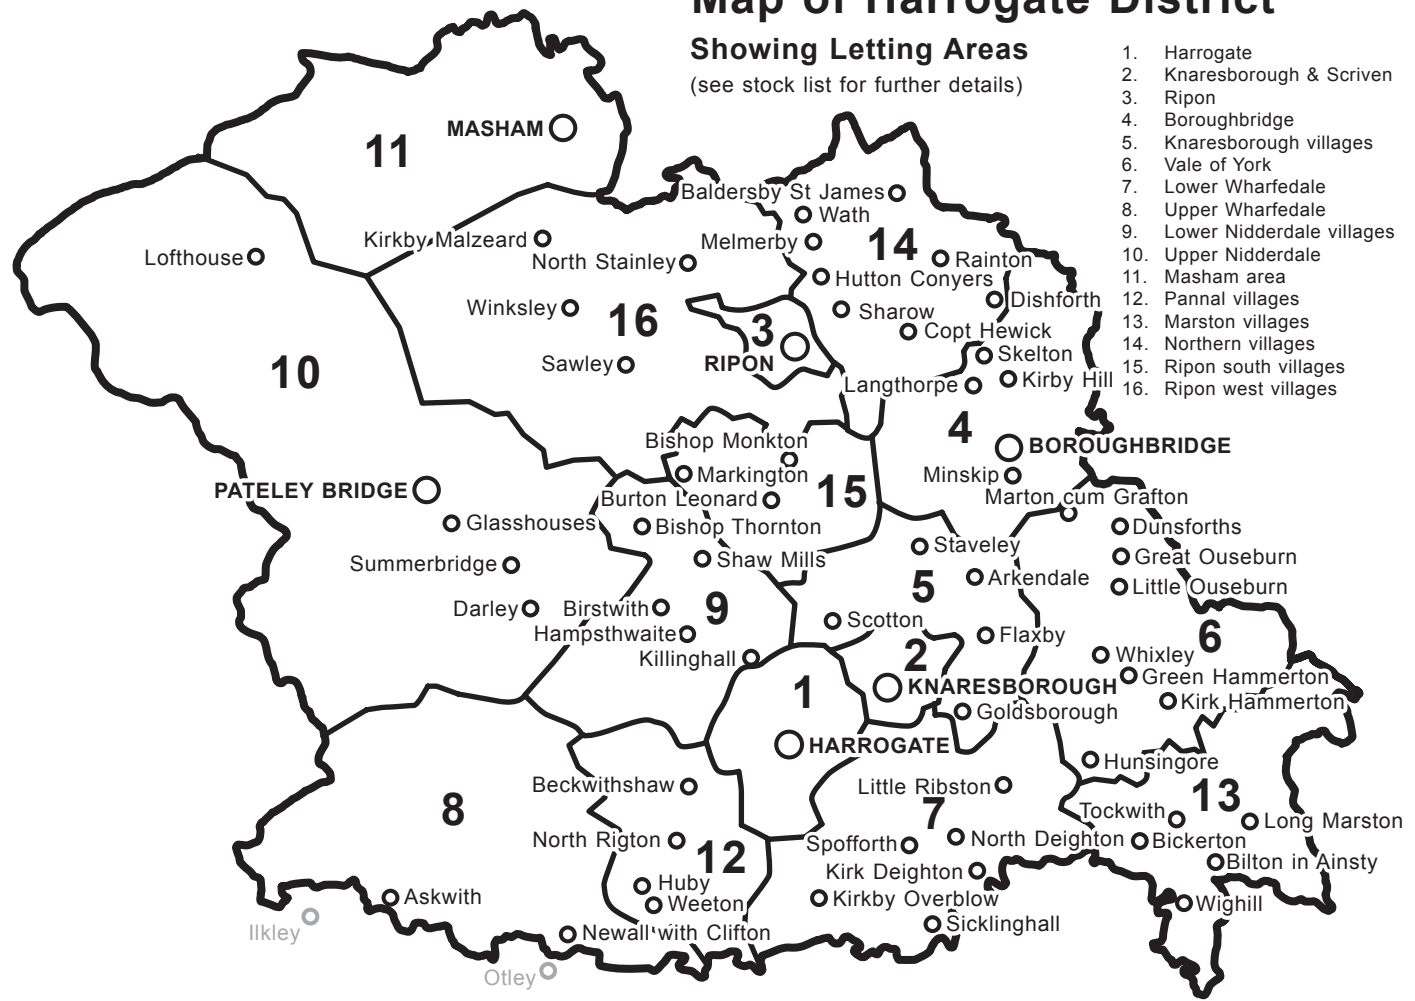 Map of Harrogate District
Showing Letting Areas
(see stock list for further details)
1. Harrogate
2. Knaresborough & Scriven
3. Ripon
4. Boroughbridge
5. Knaresborough villages
6. Vale of York
7. Lower Wharfedale
8. Upper Wharfedale
9. Lower Nidderdale villages
10. Upper Nidderdale
11. Masham area
12. Pannal villages
13. Marston villages
14. Northern villages
15. Ripon south villages
16. Ripon west villages
MASHAM
11
Baldersby St James
Wath
Kirkby Malzeard
Melmerby
14
Lofthouse
North Stainley
Rainton
Hutton Conyers
Winksley
16
Dishforth
Sharow
3
Copt Hewick
RIPON
Skelton
Sawley
10
Langthorpe
Kirby Hill
4
Bishop Monkton
BOROUGHBRIDGE
Markington
Minskip
PATELEY BRIDGE
15
Burton Leonard
Marton cum Grafton
Glasshouses
Bishop Thornton
Dunsforths
Staveley
Shaw Mills
Great Ouseburn
Summerbridge
Arkendale
5
Little Ouseburn
Darley
Birstwith
9
Scotton
Hampsthwaite
Flaxby
6
Killinghall
2
Whixley
Green Hammerton
1
KNARESBOROUGH
Kirk Hammerton
Goldsborough
HARROGATE
Hunsingore
Beckwithshaw
Little Ribston
13
8
7
Tockwith
Long Marston
North Rigton
Spofforth
North Deighton
Bickerton
12
Bilton in Ainsty
Kirk Deighton
Huby
Askwith
Weeton
Kirkby Overblow
Wighill
Ilkley
Newall with Clifton
Sicklinghall
Otley